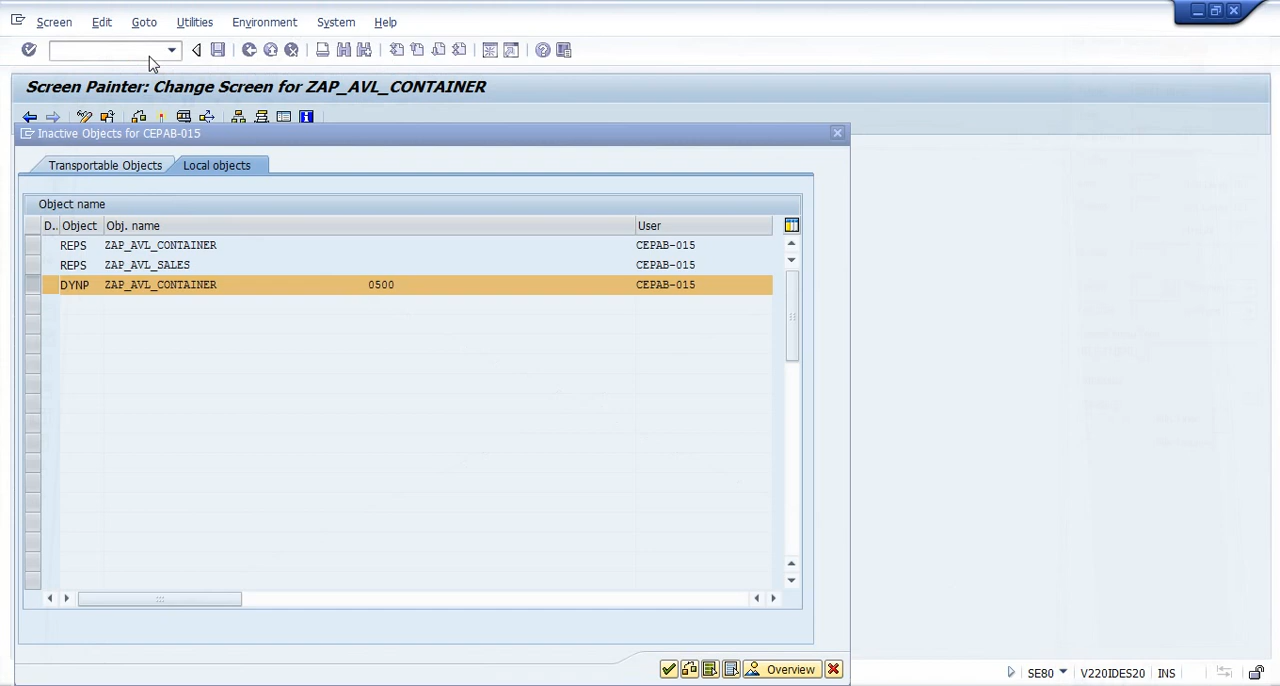 Screen Edit Goto Utilities Environment System Help
Screen Painter: Change Screen for ZAP_AVL_CONTAINER
Inactive Objects for CEPAB-015
Transportable Objects Local objects
Object name
D.. Object Obj. name User
REPS ZAP_AVL_CONTAINER CEPAB-015
REPS ZAP_AVL_SALES CEPAB-015
DYNP ZAP_AVL_CONTAINER 0500 CEPAB-015
Overview
SE80 V220IDES20 INS